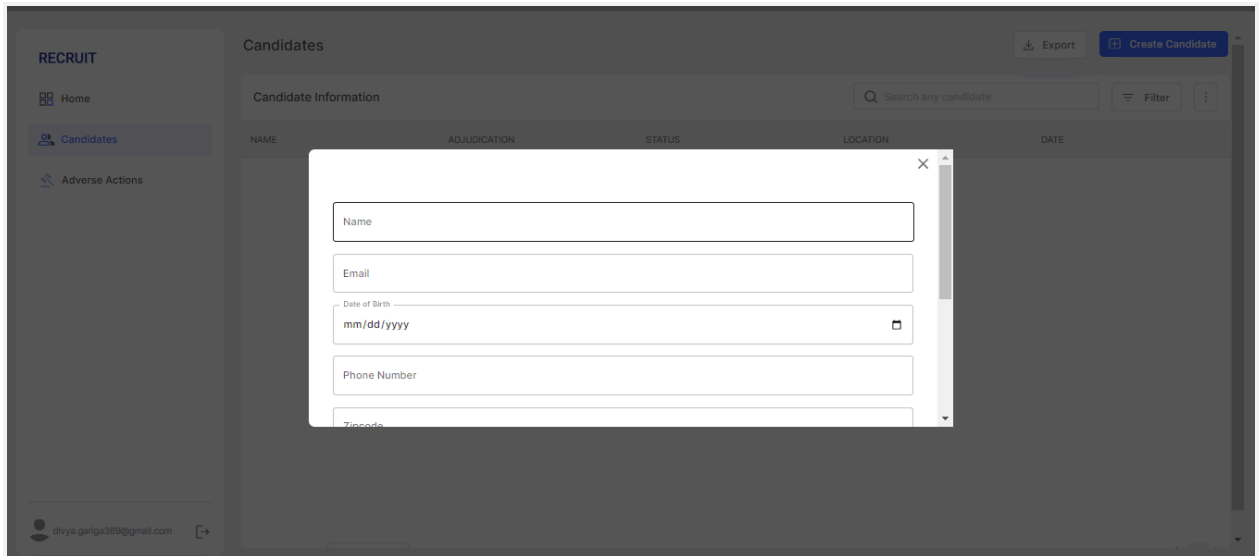 RECRUIT
Home
Candidates
Adverse Actions
divya.gariga369@gmail.com
Candidates
Export
Create Candidate
Candidate Information
Search any candidate
Filter
NAME ADJUDICATION STATUS LOCATION DATE
Name
Email
Date of Birth
mm/dd/yyyy
Phone Number
Zipcode